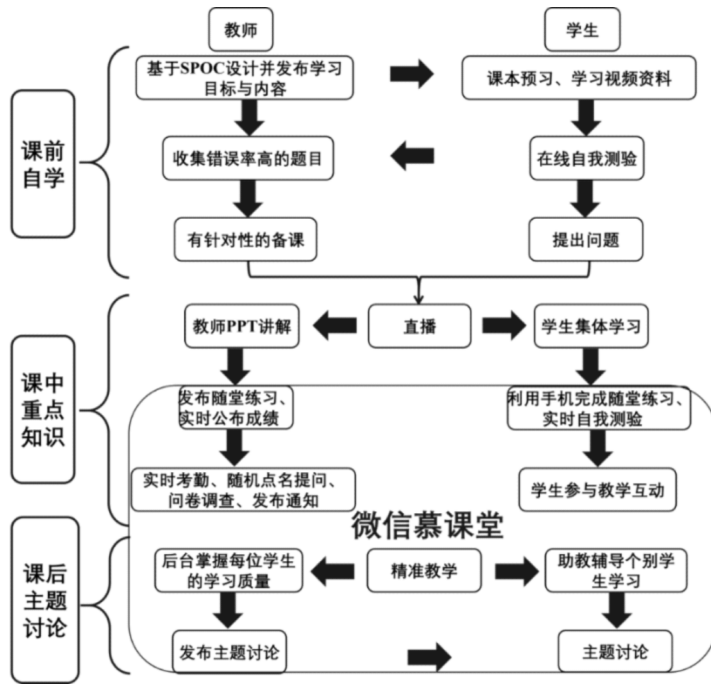 教师
学生
基于SPOC设计并发布学习
目标与内容
课本预习、学习视频资料
课前
自学
收集错误率高的题目
在线自我测验
有针对性的备课
提出问题
教师PPT讲解
直播
学生集体学习
课中
重点
知识
发布随堂练习、
实时公布成绩
利用手机完成随堂练习、
实时自我测验
实时考勤、随机点名提问、
问卷调查、发布通知
学生参与教学互动
微信慕课堂
课后
主题
讨论
后台掌握每位学生
的学习质量
精准教学
助教辅导个别学
生学习
发布主题讨论
主题讨论